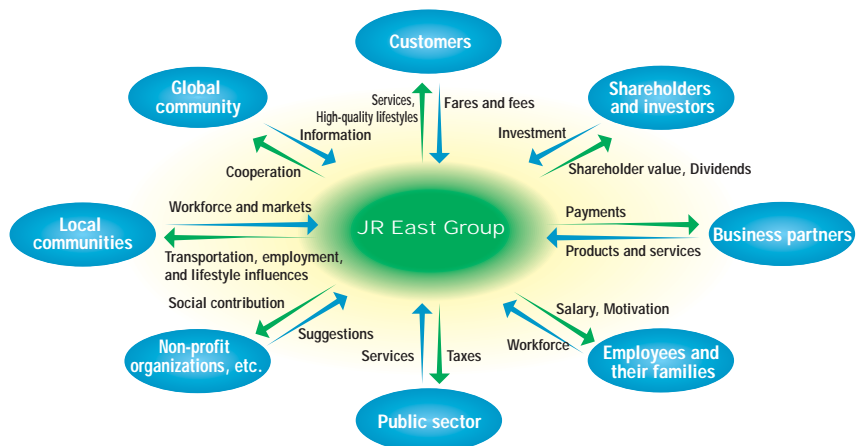 Customers
Global
community
Shareholders
and investors
Services,
High-quality lifestyles
Fares and fees
Information
Investment
Cooperation
Shareholder value, Dividends
Local
communities
Workforce and markets
JR East Group
Payments
Business partners
Transportation, employment,
and lifestyle influences
Products and services
Social contribution
Salary, Motivation
Non-profit
organizations, etc.
Suggestions
Services
Taxes
Workforce
Employees and
their families
Public sector